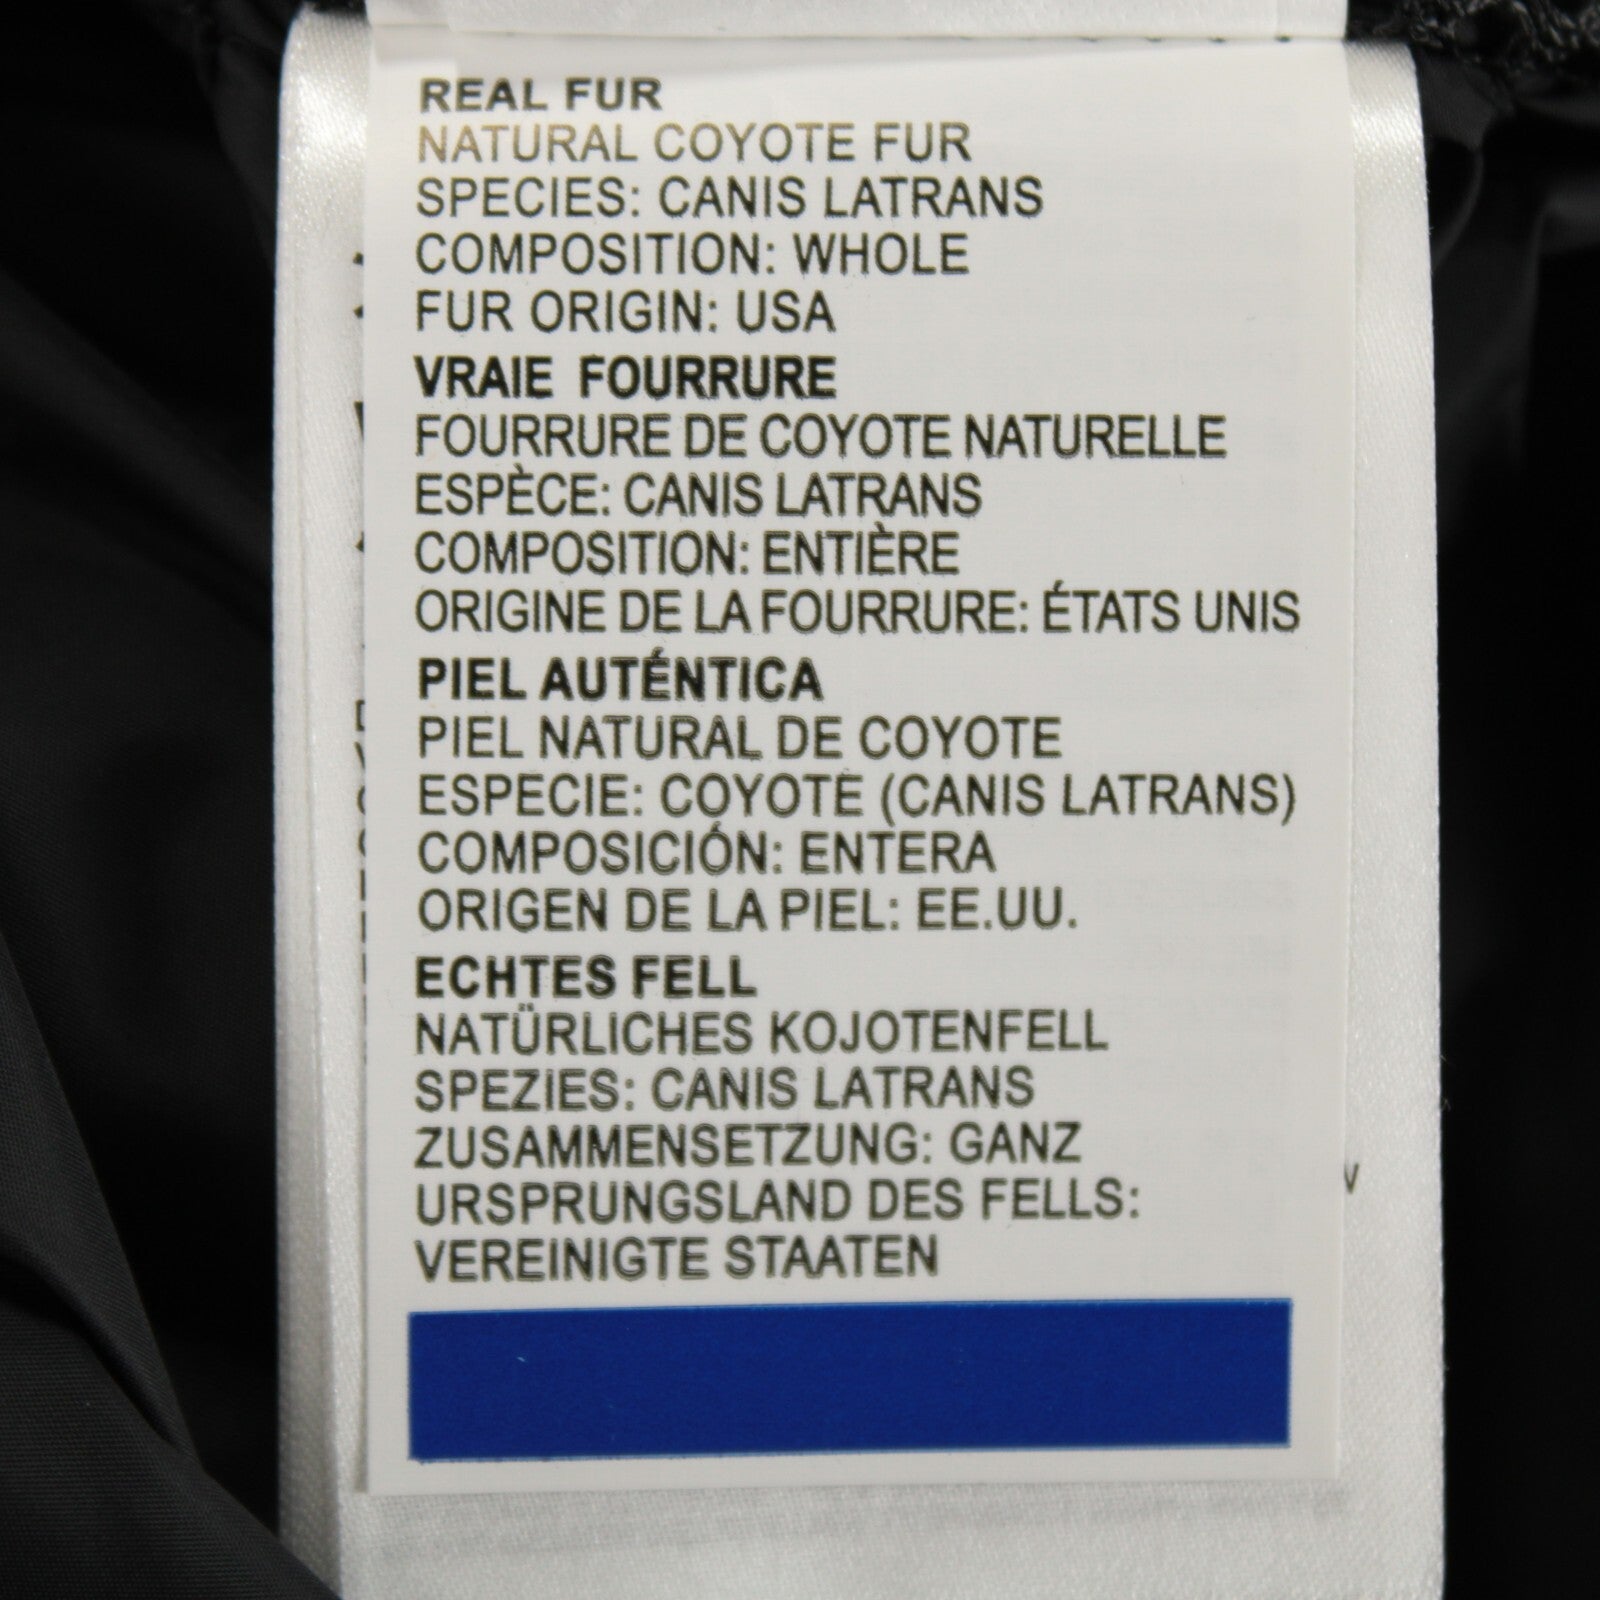 REAL FUR
NATURAL COYOTE FUR
SPECIES: CANIS LATRANS
COMPOSITION: WHOLE
FUR ORIGIN: USA
VRAIE FOURRURE
FOURRURE DE COYOTE NATURELLE
ESPÈCE: CANIS LATRANS
COMPOSITION: ENTIÈRE
ORIGINE DE LA FOURRURE: ÉTATS UNIS
PIEL AUTÉNTICA
PIEL NATURAL DE COYOTE
ESPECIE: COYOTE (CANIS LATRANS)
COMPOSICIÓN: ENTERA
ORIGEN DE LA PIEL: EE.UU.
ECHTES FELL
NATÜRLICHES KOJOTENFELL
SPEZIES: CANIS LATRANS
ZUSAMMENSETZUNG: GANZ
URSPRUNGSLAND DES FELLS:
VEREINIGTE STAATEN